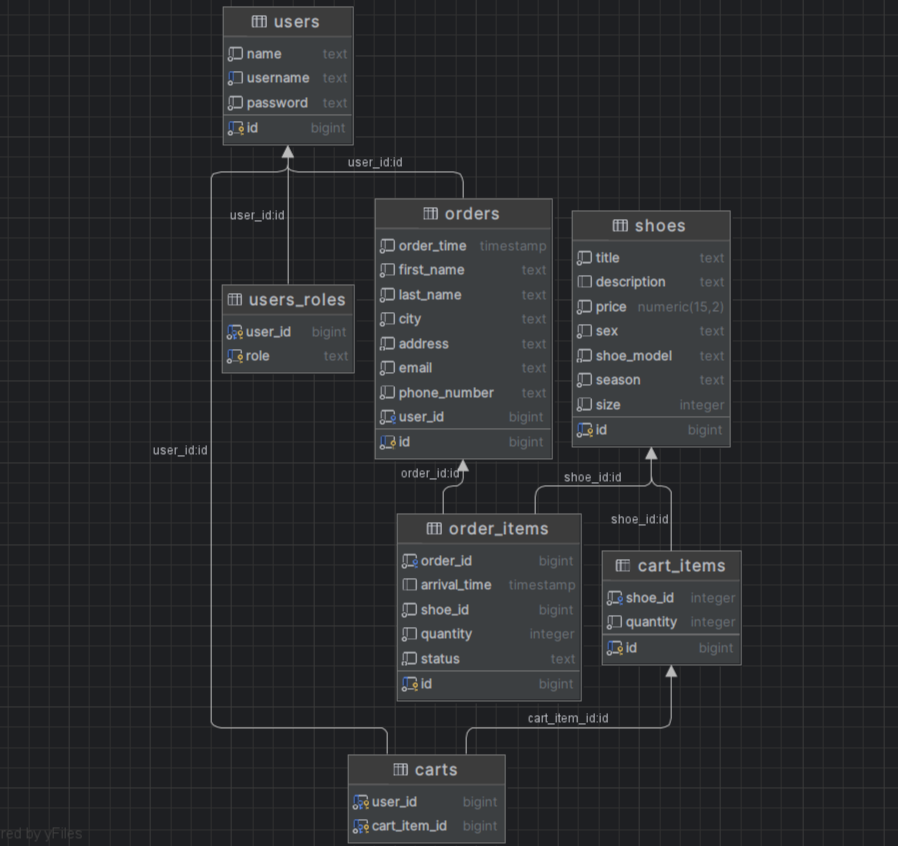 users
name text
username text
password text
id bigint
user_id:id
user_id:id
orders
order_time timestamp
first_name text
last_name text
city text
address text
email text
phone_number text
user_id bigint
id bigint
shoes
title text
description text
price numeric(15,2)
sex text
shoe_model text
season text
size integer
id bigint
users_roles
user_id bigint
role text
user_id:id
order_id:id
shoe_id:id
shoe_id:id
order_items
order_id bigint
arrival_time timestamp
shoe_id bigint
quantity integer
status text
id bigint
cart_items
shoe_id integer
quantity integer
id bigint
cart_item_id:id
carts
user_id bigint
cart_item_id bigint
red by yFiles